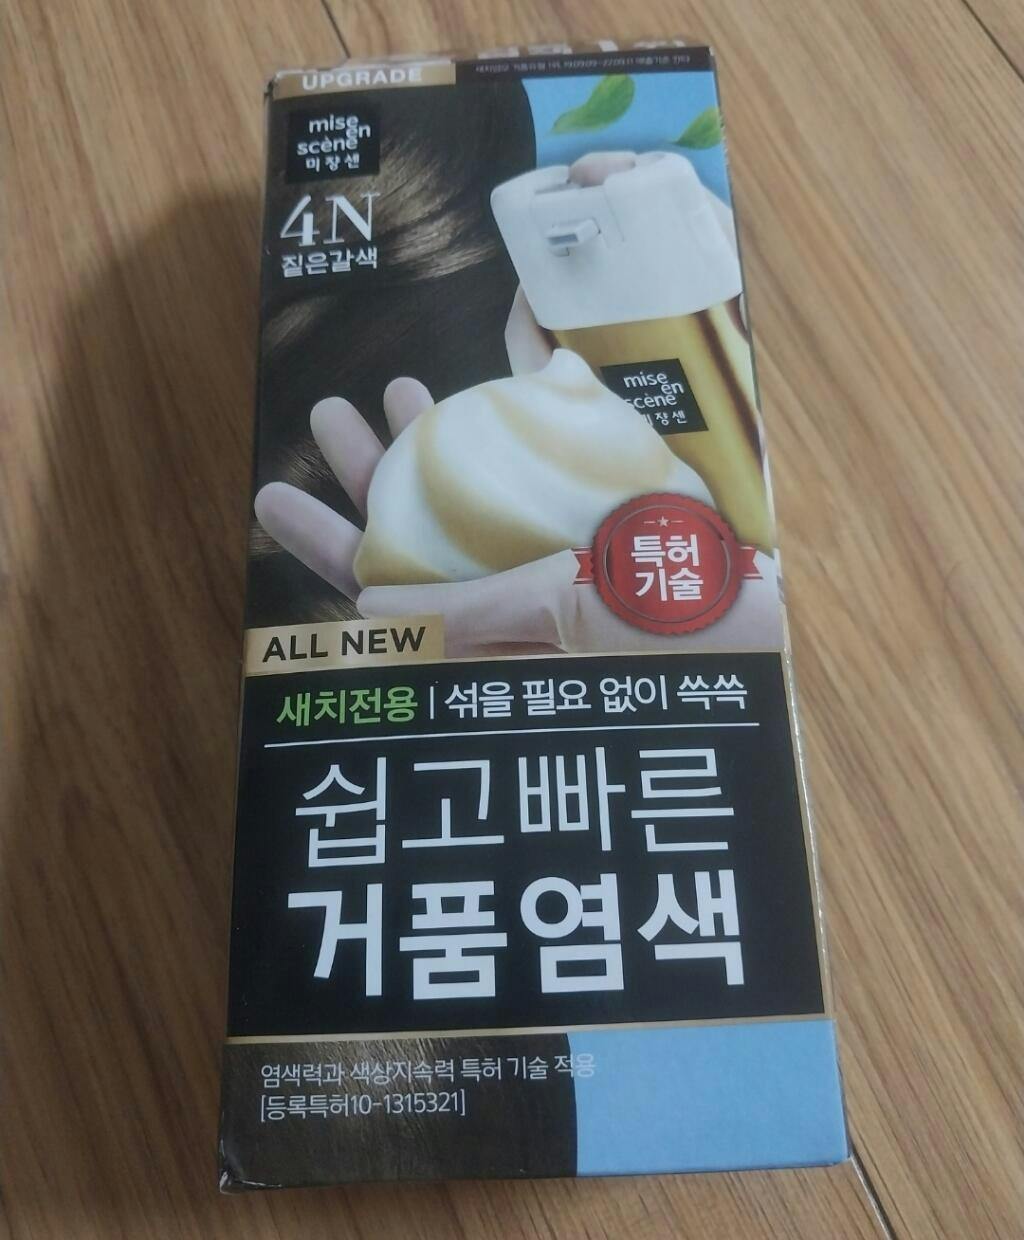 UPGRADE
mise
en
scène
미쟝센
4N
짙은갈색
mise
en
scène
미쟝센
특허
기술
ALL NEW
새치전용 | 섞을 필요 없이 쓱쓱
쉽고빠른
거품염색
염색력과 색상지속력 특허 기술 적용
[등록특허10-1315321]